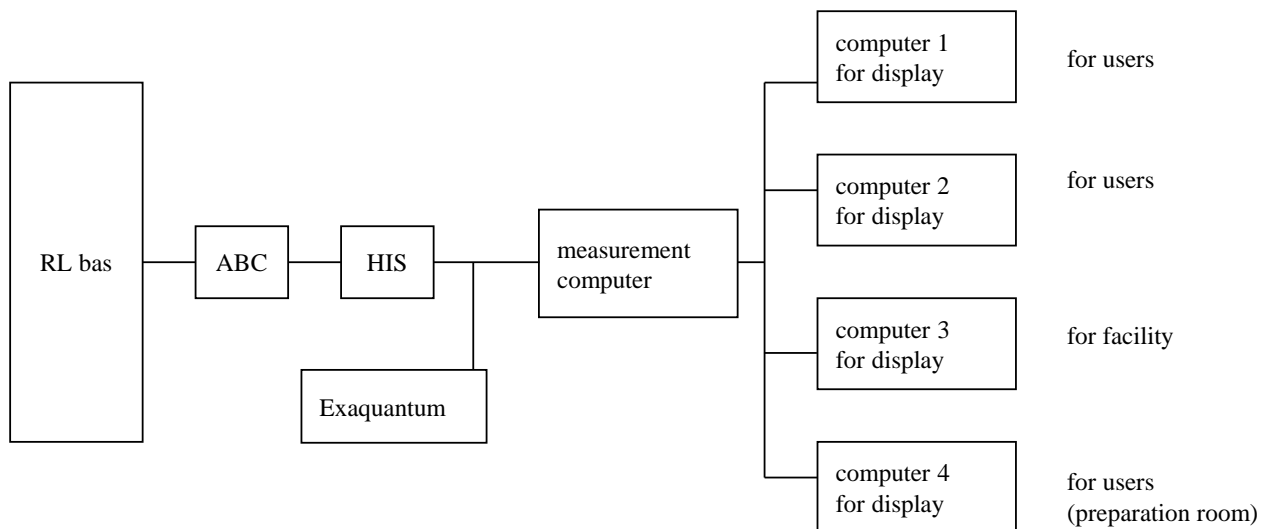 computer 1
for display
for users
computer 2
for display
for users
RL bas
ABC
HIS
measurement
computer
computer 3
for display
for facility
Exaquantum
computer 4
for display
for users
(preparation room)